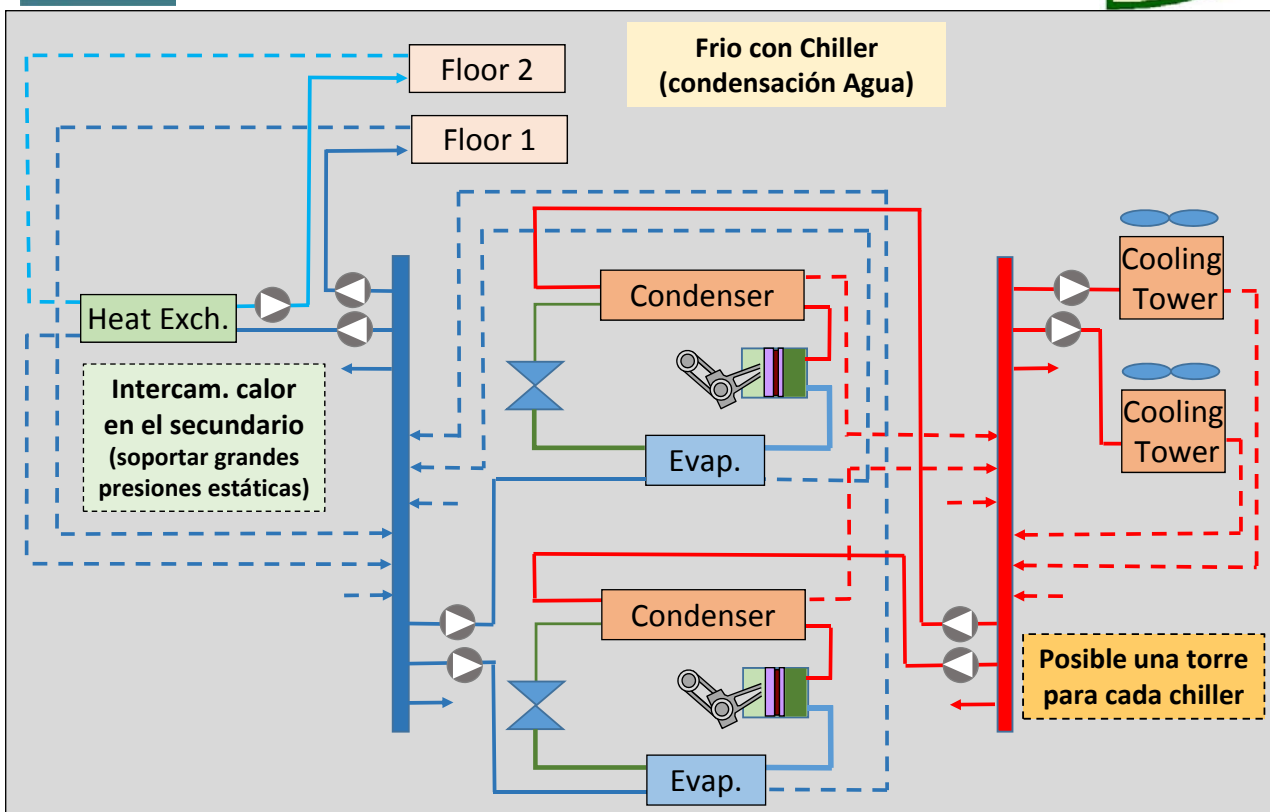 Frio con Chiller
(condensación Agua)
Floor 2
Floor 1
Heat Exch.
Intercam. calor
en el secundario
(soportar grandes
presiones estáticas)
Condenser
Evap.
Condenser
Evap.
Cooling
Tower
Cooling
Tower
Posible una torre
para cada chiller